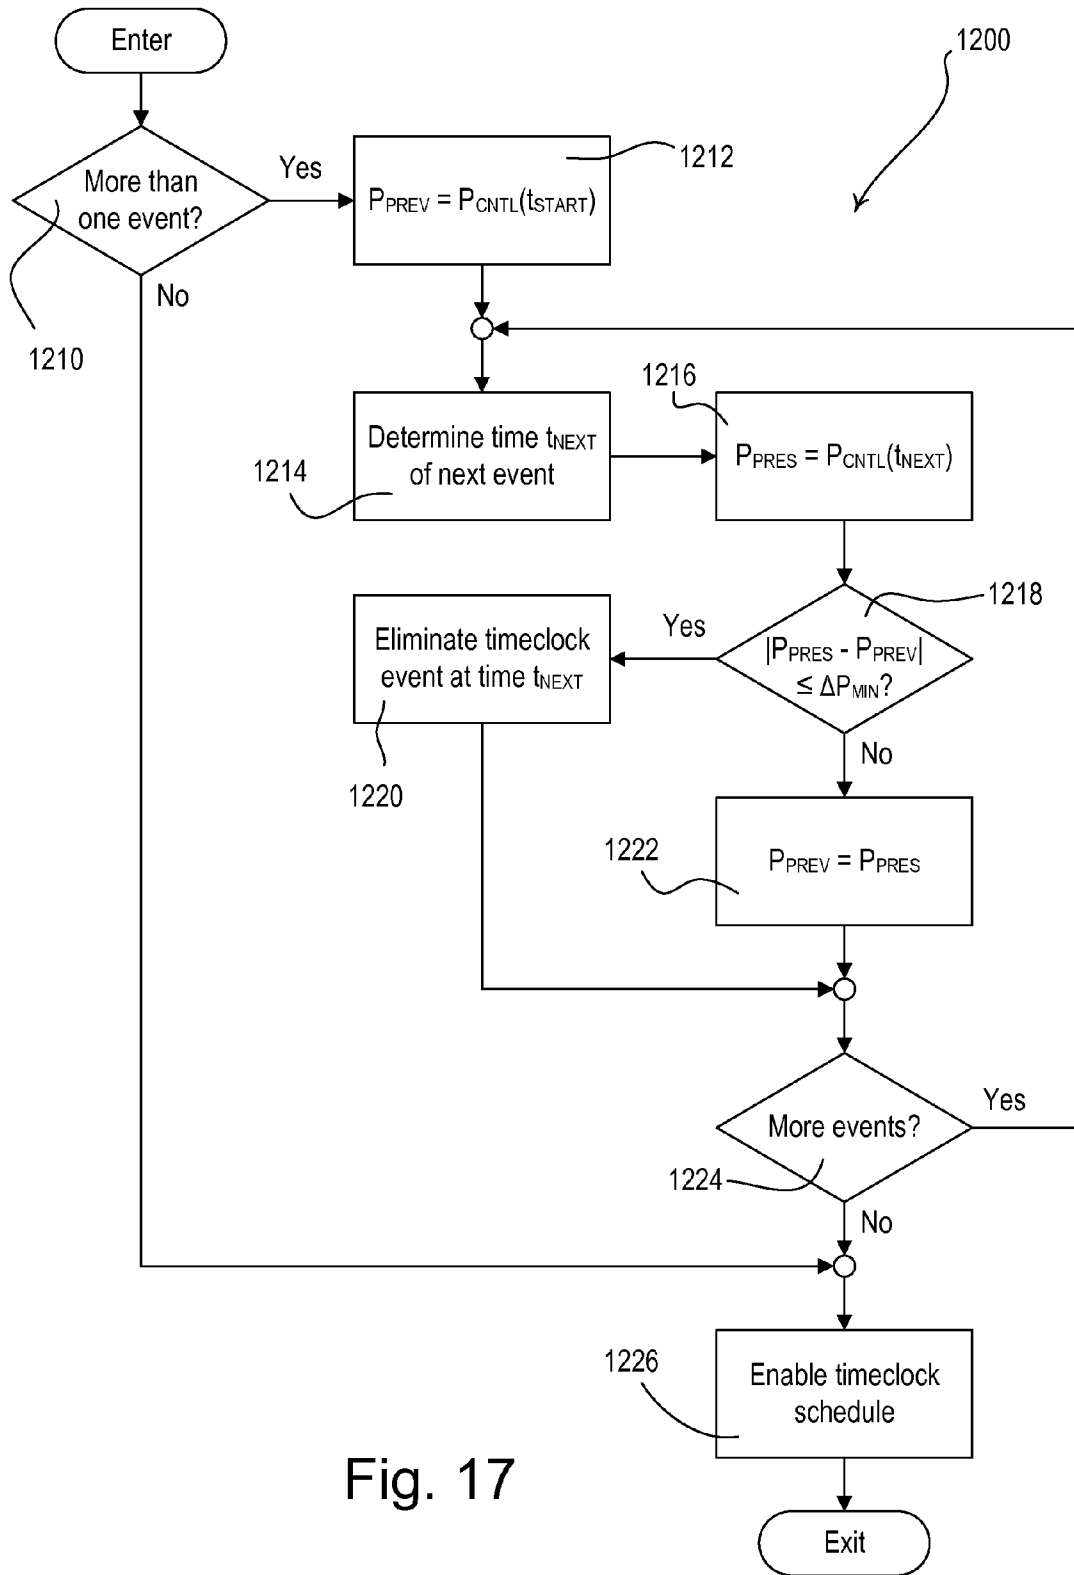 Enter
1200
More than
one event?
Yes
1212
PPREV = PCNTL(tSTART)
No
1210
1216
Determine time tNEXT
of next event
1214
PPRES = PCNTL(tNEXT)
1218
Yes
|PPRES - PPREV|
≤ ΔPMIN?
Eliminate timeclock
event at time tNEXT
No
1220
1222
PPREV = PPRES
More events?
Yes
1224
No
1226
Enable timeclock
schedule
Fig. 17
Exit